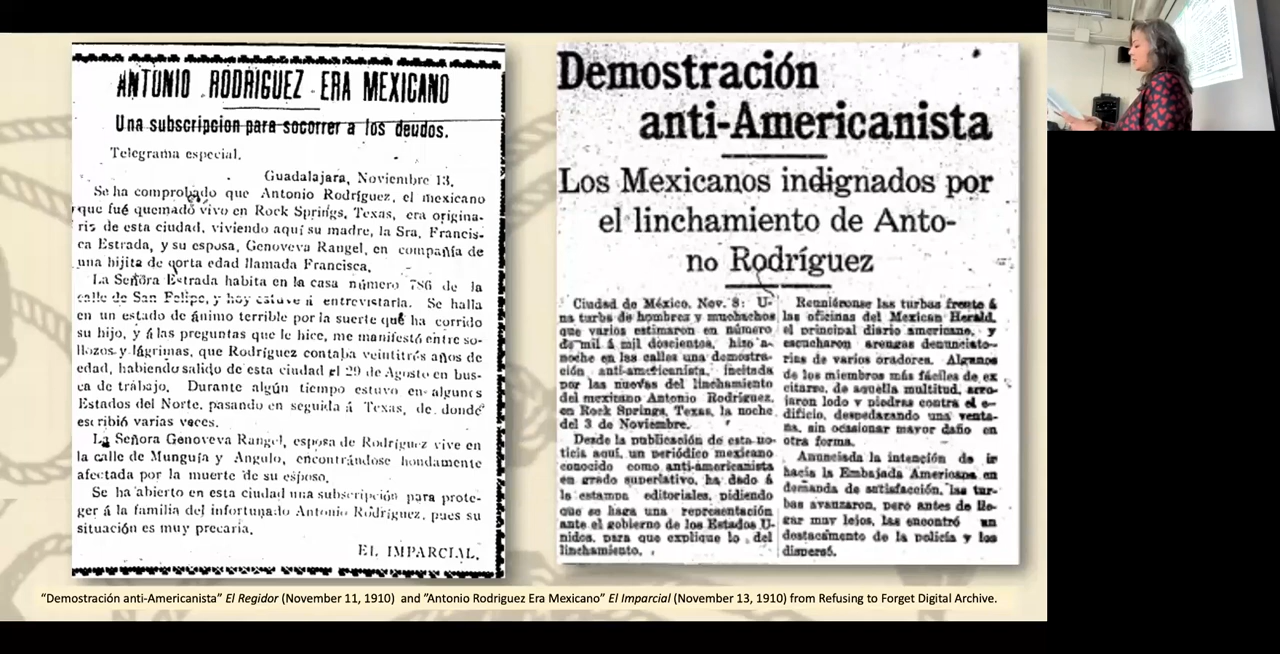 ANTONIO RODRIGUEZ ERA MEXICANO
Una subscripcion para socorrer a los deudos.
Telegrama especial.
Guadalajara, Noviembre 13.
Se ha comprobado que Antonio Rodríguez, el mexicano
que fué quemado vivo en Rock Springs, Texas, era origina-
rio de esta ciudad, viviendo aquí su madre, la Sra. Francis-
ca Estrada, y su esposa, Genoveva Rangel, en compañía de
una hijita de corta edad llamada Francisca.
La Señora Estrada habita en la casa número 786 de la
calle de San Felipe, y hoy estuve á entrevistarla. Se halla
en un estado de ánimo terrible por la suerte que ha corrido
su hijo, y á las preguntas que le hice, me manifestó entre so-
llozos y lágrimas, que Rodríguez contaba veintitrés años de
edad, habiendo salido de esta ciudad el 29 de Agosto en bus-
ca de trabajo. Durante algún tiempo estuvo en algunos
Estados del Norte, pasando en seguida á Texas, de donde
escribió varias veces.
La Señora Genoveva Rangel, esposa de Rodríguez vive en
la calle de Munguía y Angulo, encontrándose hondamente
afectada por la muerte de su esposo.
Se ha abierto en esta ciudad una subscripción para prote-
ger á la familia del infortunado Antonio Rodríguez, pues su
situación es muy precaria.
EL IMPARCIAL.
Demostración
anti-Americanista
Los Mexicanos indignados por
el linchamiento de Anto-
no Rodríguez
Ciudad de México, Nov. 8: U-
na turba de hombres y muchachos
que varios estimaron en número
de mil á mil doscientos, hizo a-
noche en las calles una demostra-
ción anti-americanista, incitada
por las nuevas del linchamiento
del mexicano Antonio Rodríguez,
en Rock Springs, Texas, la noche
del 3 de Noviembre.
Desde la publicación de esta no-
ticia aquí, un periódico mexicano
conocido como anti-americanista
en grado superlativo, ha dado á
la estampa editoriales, pidiendo
que se haga una representación
ante el gobierno de los Estados U-
nidos, para que explique lo del
linchamiento.
Reuniéronse las turbas frente á
las oficinas del Mexican Herald,
el principal diario americano, y
escucharon arengas denunciato-
rias de varios oradores. Algunos
de los miembros más fáciles de ex
citarse, de aquella multitud, arro-
jaron lodo y piedras contra el e-
dificio, despedazando una venta-
na, sin ocasionar mayor daño en
otra forma.
Anunciada la intención de ir
hacia la Embajada Americana en
demanda de satisfacción, las tur-
bas avanzaron, pero antes de lle-
gar muy lejos, las encontró un
destacamento de la policía y los
dispersó.
"Demostración anti-Americanista" El Regidor (November 11, 1910) and "Antonio Rodriguez Era Mexicano" El Imparcial (November 13, 1910) from Refusing to Forget Digital Archive.